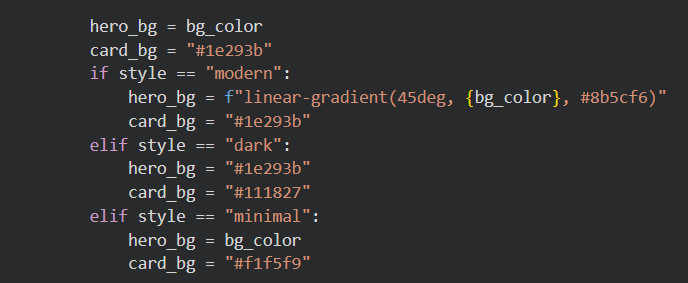 hero_bg = bg_color
card_bg = "#1e293b"
if style == "modern":
    hero_bg = f"linear-gradient(45deg, {bg_color}, #8b5cf6)"
    card_bg = "#1e293b"
elif style == "dark":
    hero_bg = "#1e293b"
    card_bg = "#111827"
elif style == "minimal":
    hero_bg = bg_color
    card_bg = "#f1f5f9"